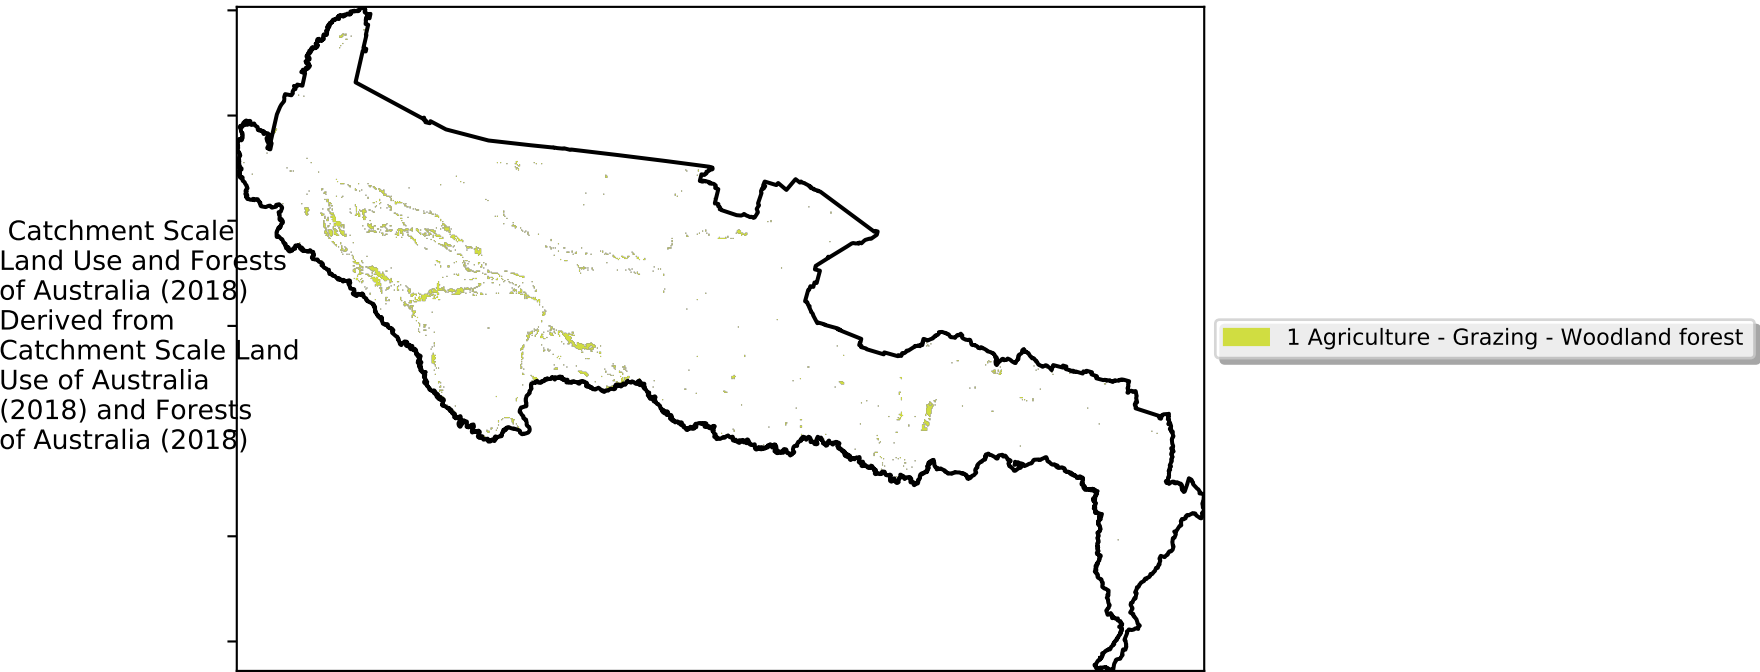 Catchment Scale
Land Use and Forests
of Australia (2018)
Derived from
Catchment Scale Land
Use of Australia
(2018) and Forests
of Australia (2018)
1 Agriculture - Grazing - Woodland forest